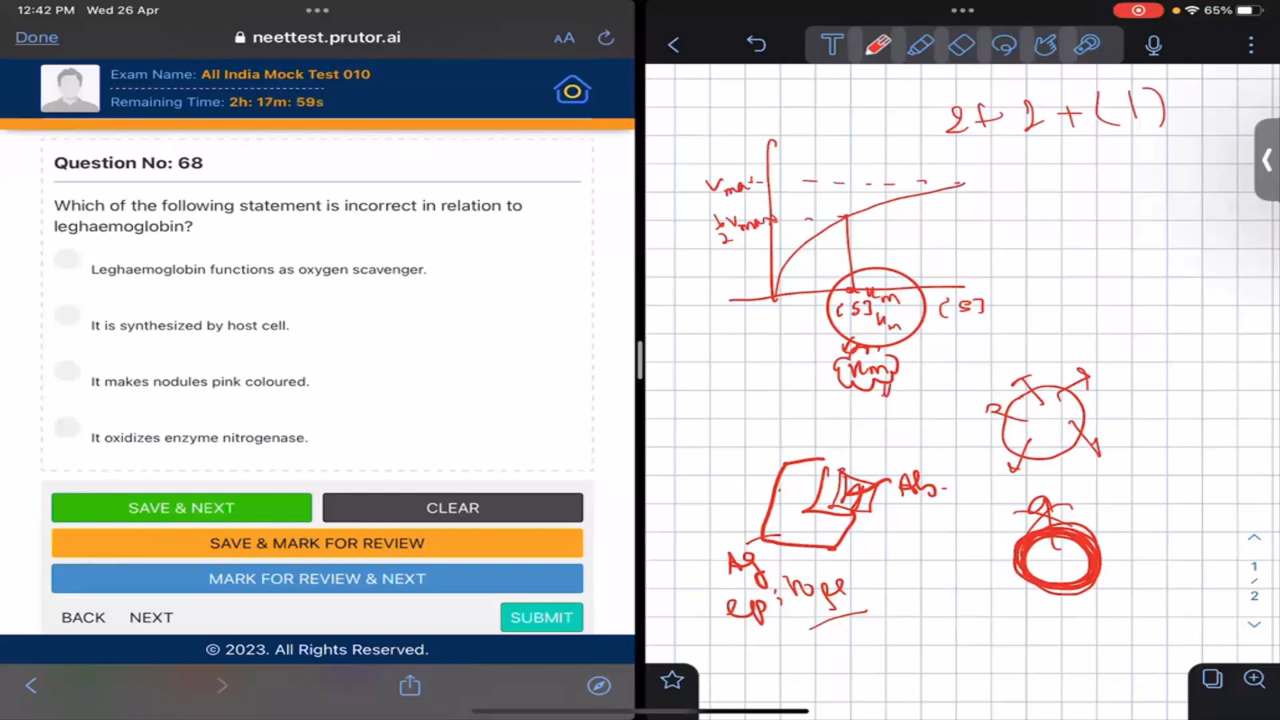 12:42 PM Wed 26 Apr
65%
Done
neettest.prutor.ai
AA
Exam Name: All India Mock Test 010
Remaining Time: 2h: 17m: 59s
Question No: 68
Which of the following statement is incorrect in relation to
leghaemoglobin?
Leghaemoglobin functions as oxygen scavenger.
It is synthesized by host cell.
It makes nodules pink coloured.
It oxidizes enzyme nitrogenase.
SAVE & NEXT
CLEAR
SAVE & MARK FOR REVIEW
MARK FOR REVIEW & NEXT
BACK
NEXT
SUBMIT
© 2023. All Rights Reserved.
T
2+2+(1)
Vmax
1/2 Vmax
Km
[S]
[S]
Km
Ab.
Ag
1
2